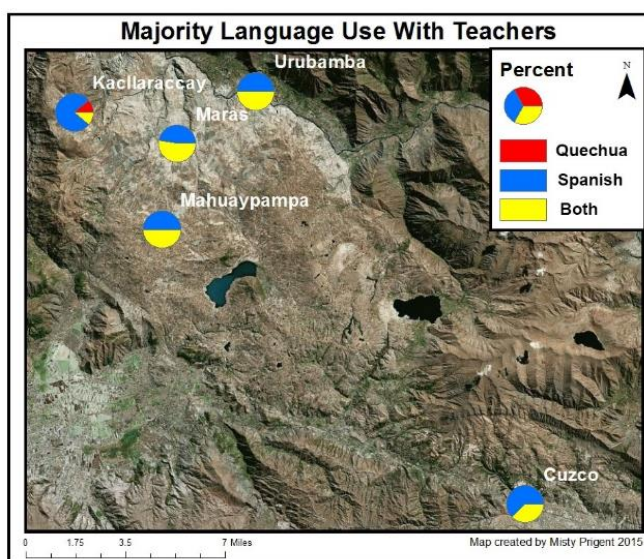 Majority Language Use With Teachers
Urubamba
Kacllaraccay
Maras
Mahuaypampa
Cuzco
Percent
Quechua
Spanish
Both
N
0 1.75 3.5 7 Miles
Map created by Misty Prigent 2015